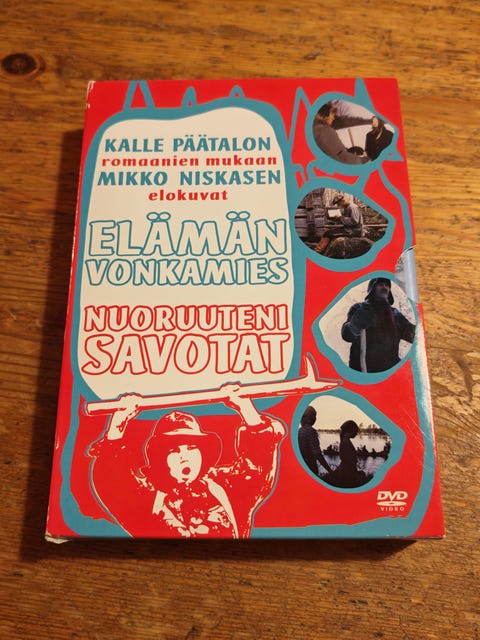 KALLE PÄÄTALON
romaanien mukaan
MIKKO NISKASEN
elokuvat
ELÄMÄN
VONKAMIES
NUORUUTENI
SAVOTAT
DVD
VIDEO